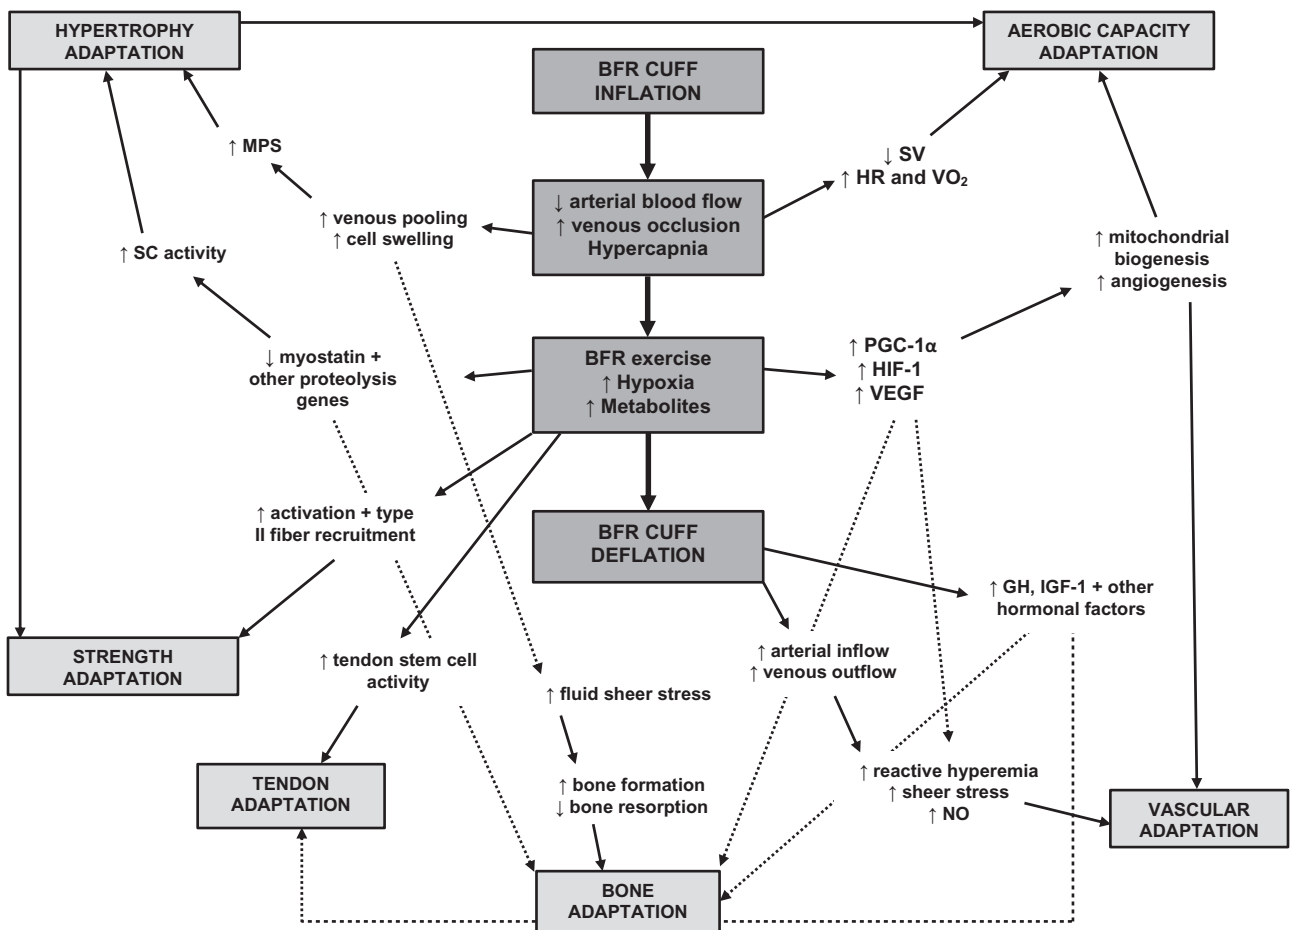 HYPERTROPHY
ADAPTATION
AEROBIC CAPACITY
ADAPTATION
BFR CUFF
INFLATION
↑ MPS
↓ SV
↑ HR and VO₂
↓ arterial blood flow
↑ venous occlusion
Hypercapnia
↑ venous pooling
↑ cell swelling
↑ SC activity
↑ mitochondrial
biogenesis
↑ angiogenesis
↓ myostatin +
other proteolysis
genes
BFR exercise
↑ Hypoxia
↑ Metabolites
↑ PGC-1α
↑ HIF-1
↑ VEGF
↑ activation + type
II fiber recruitment
BFR CUFF
DEFLATION
↑ GH, IGF-1 + other
hormonal factors
STRENGTH
ADAPTATION
↑ tendon stem cell
activity
↑ fluid sheer stress
↑ arterial inflow
↑ venous outflow
TENDON
ADAPTATION
↑ bone formation
↓ bone resorption
↑ reactive hyperemia
↑ sheer stress
↑ NO
VASCULAR
ADAPTATION
BONE
ADAPTATION